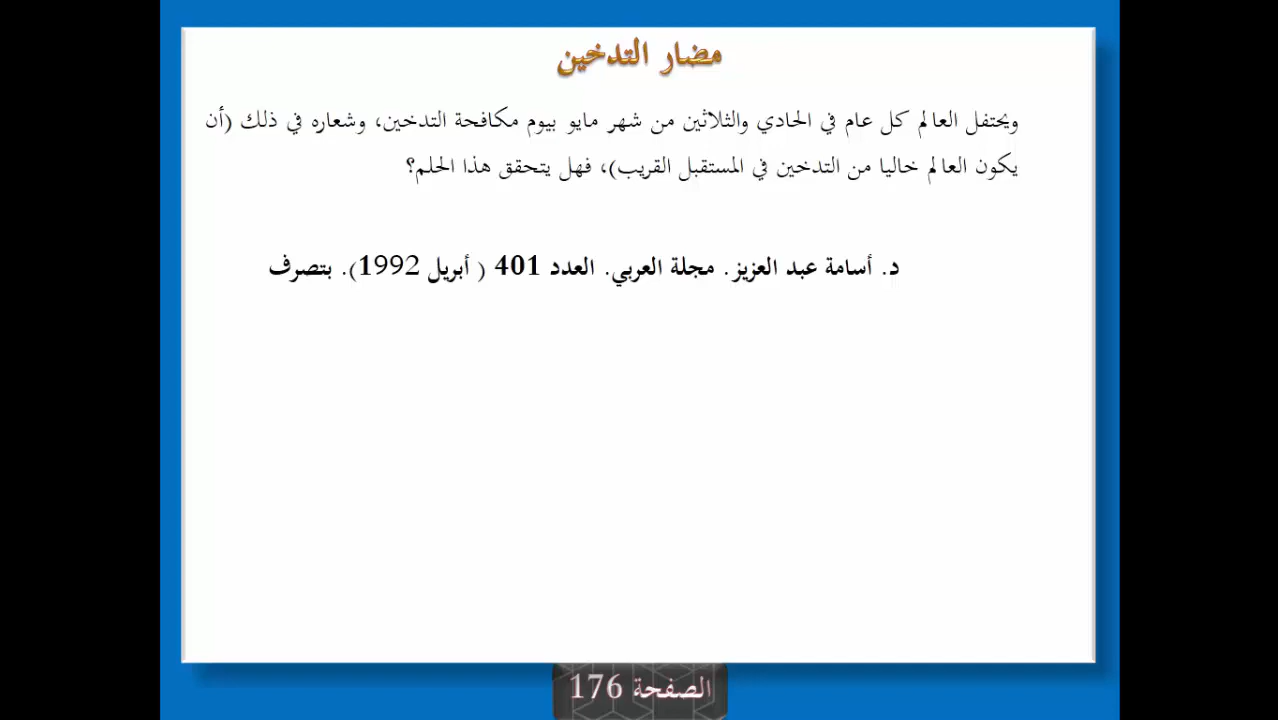 مضار التدخين
ويحتفل العالم كل عام في الحادي والثلاثين من شهر مايو بيوم مكافحة التدخين، وشعاره في ذلك (أن
يكون العالم خاليا من التدخين في المستقبل القريب)، فهل يتحقق هذا الحلم؟
د. أسامة عبد العزيز. مجلة العربي. العدد 401 ( أبريل 1992). بتصرف
الصفحة 176